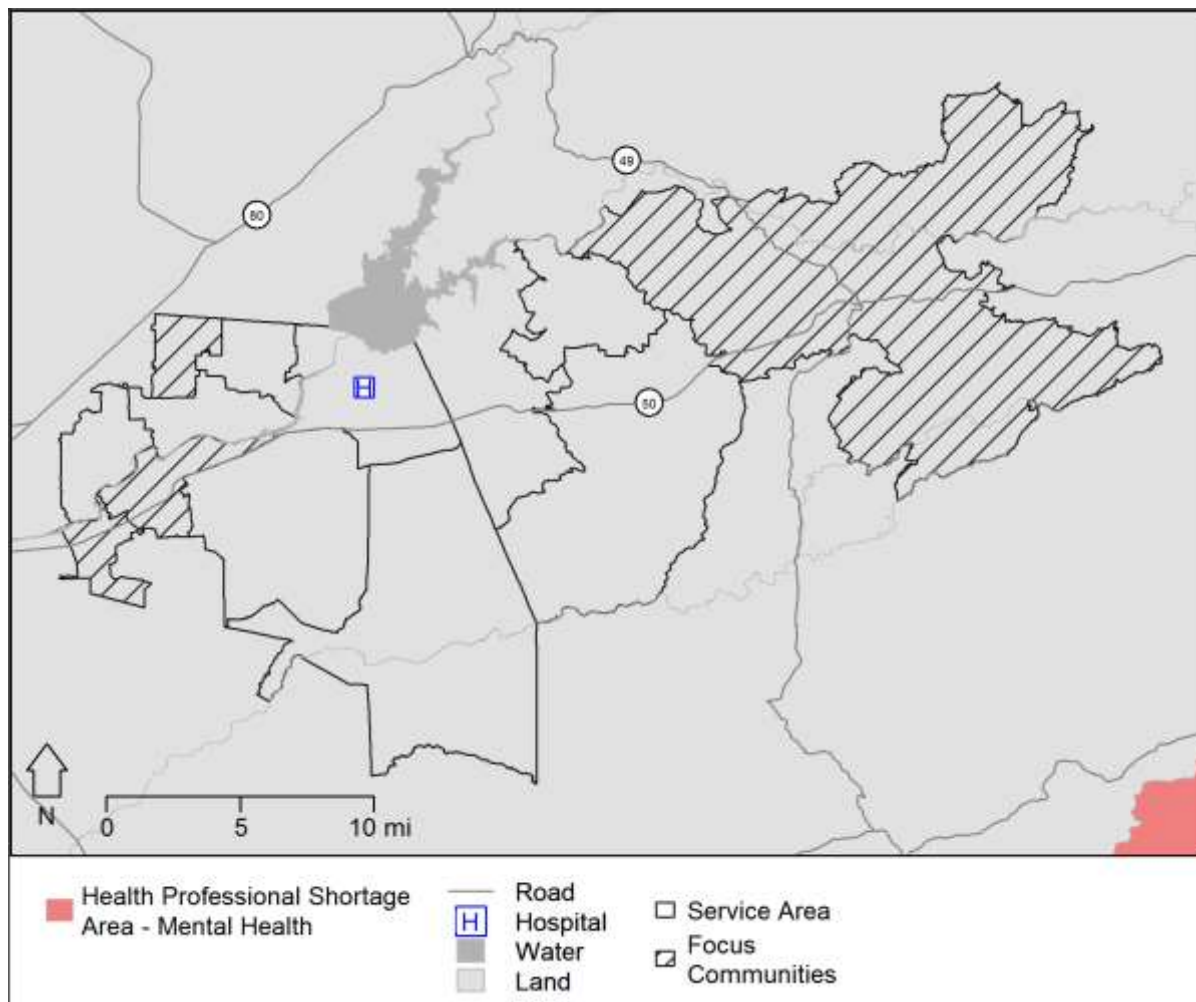 49
80
H
50
N
0 5 10 mi
Health Professional Shortage
Area - Mental Health
Road
H Hospital
Water
Land
Service Area
Focus
Communities